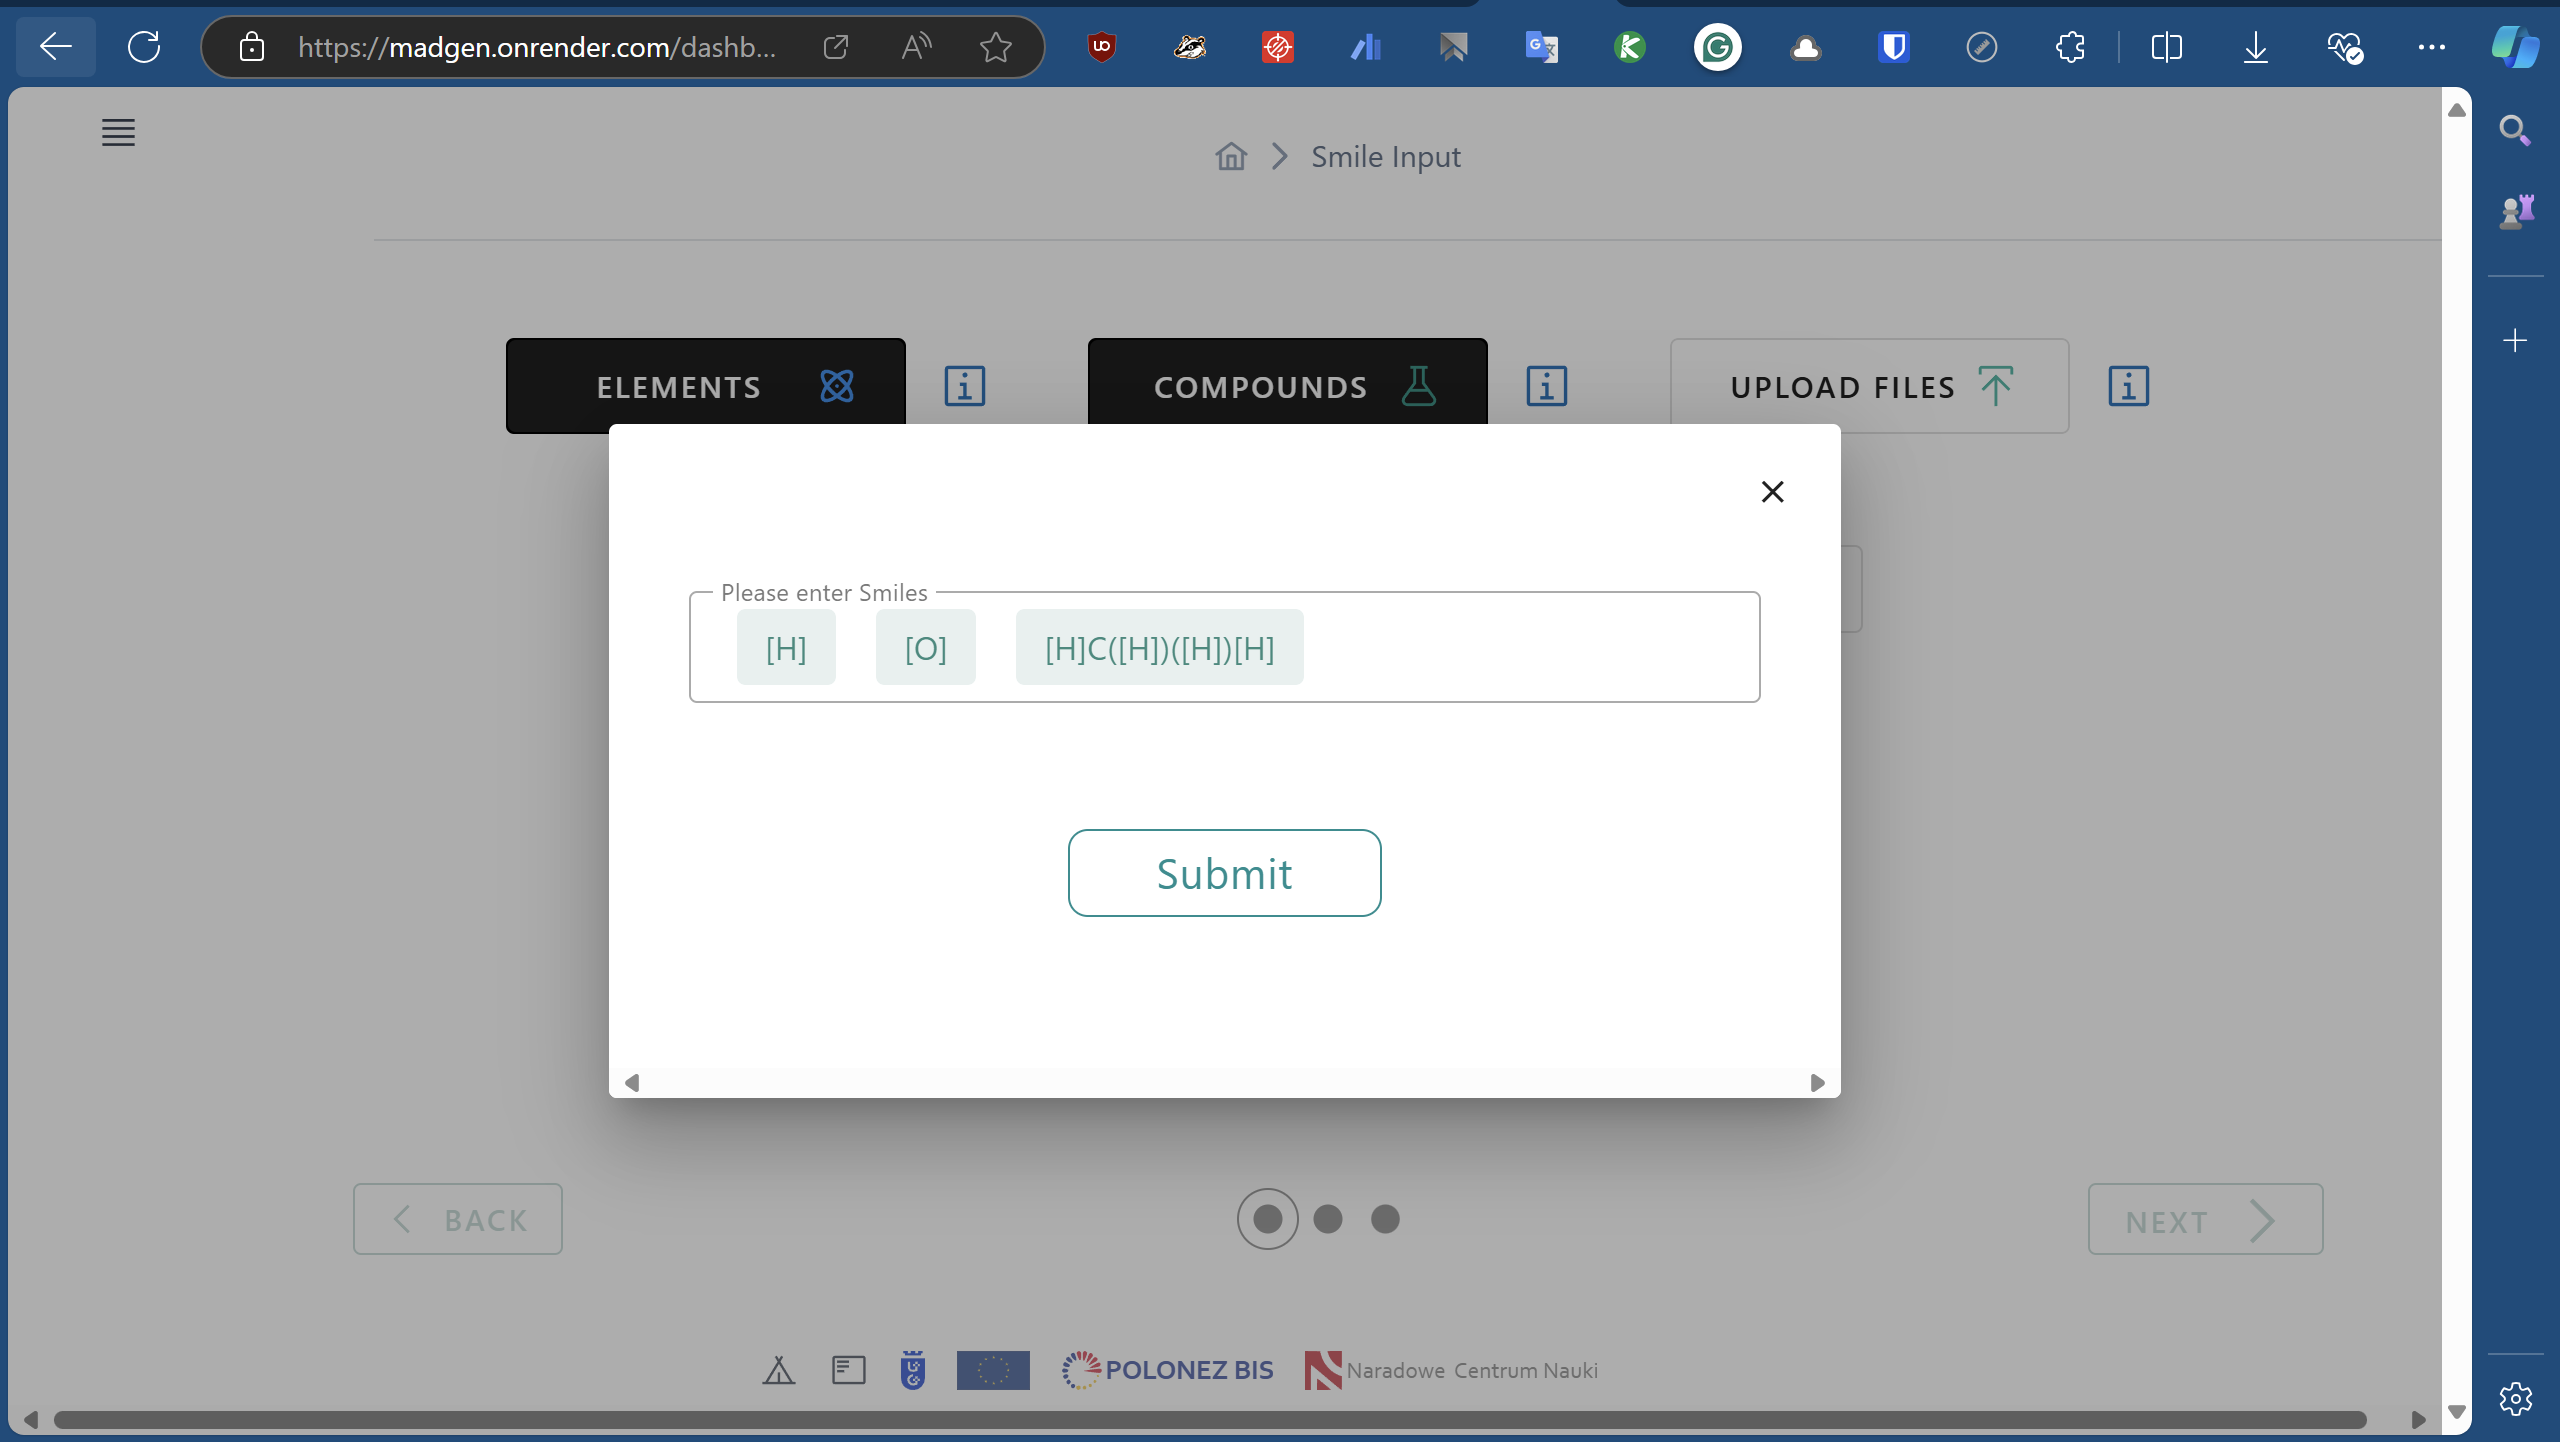 https://madgen.onrender.com/dashb...
Smile Input
ELEMENTS
COMPOUNDS
UPLOAD FILES
Please enter Smiles
[H]
[O]
[H]C([H])([H])[H]
Submit
BACK
NEXT
POLONEZ BIS
Naradowe Centrum Nauki